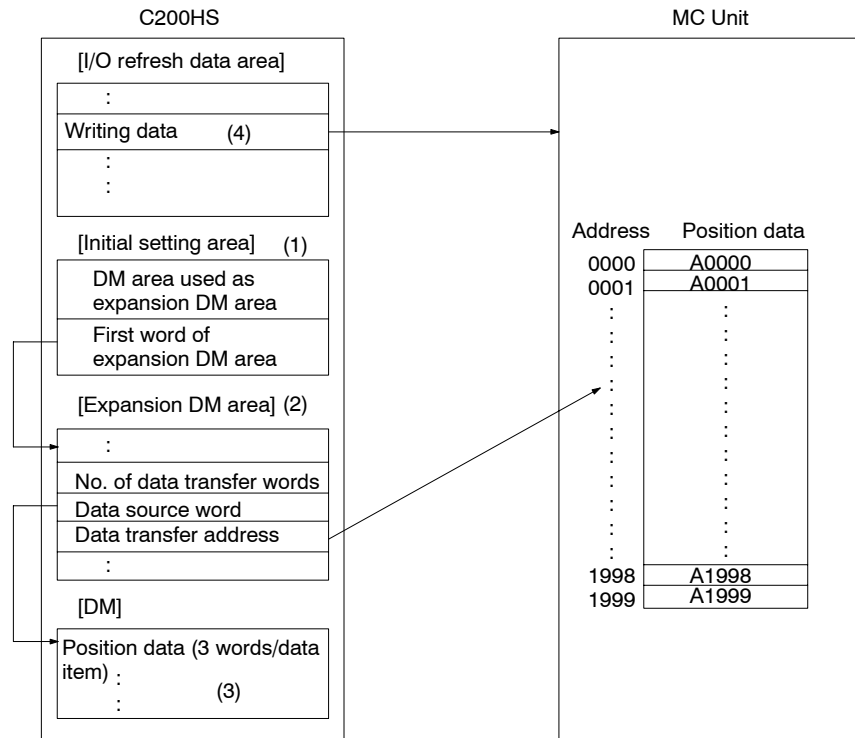 C200HS
MC Unit
[I/O refresh data area]
:
Writing data (4)
:
:
[Initial setting area] (1)
DM area used as
expansion DM area
First word of
expansion DM area
[Expansion DM area] (2)
:
No. of data transfer words
Data source word
Data transfer address
:
[DM]
Position data (3 words/data
item)
:
(3)
:
Address Position data
0000 A0000
0001 A0001
: :
: :
: :
: :
: :
: :
: :
: :
: :
: :
: :
: :
: :
1998 A1998
1999 A1999